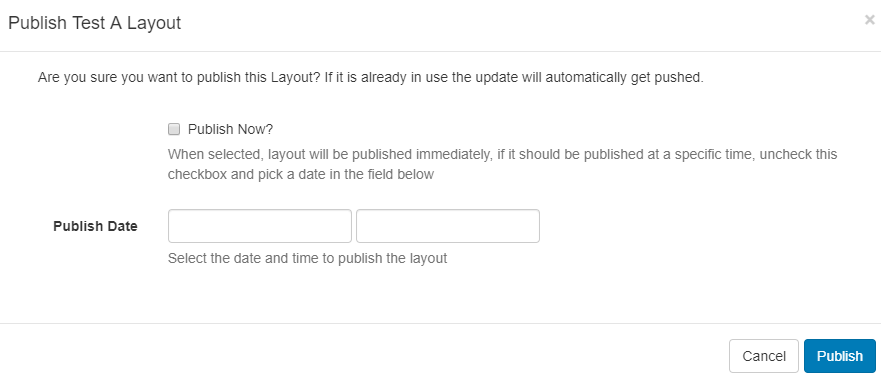 Publish Test A Layout ×
Are you sure you want to publish this Layout? If it is already in use the update will automatically get pushed.
Publish Now?
When selected, layout will be published immediately, if it should be published at a specific time, uncheck this
checkbox and pick a date in the field below
Publish Date
Select the date and time to publish the layout
Cancel Publish